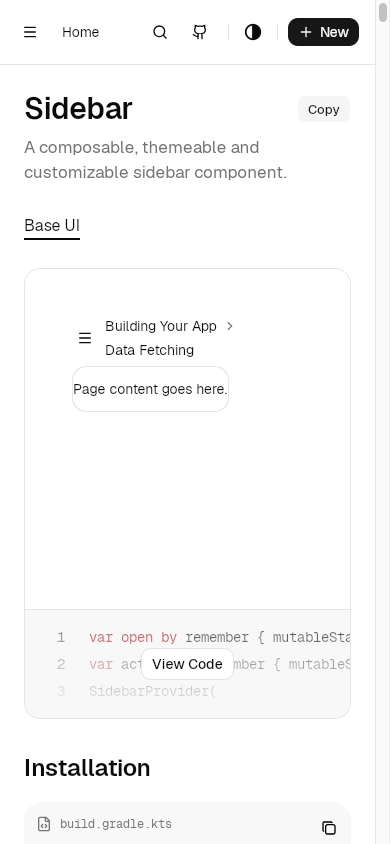 Home
New
Sidebar
Copy
A composable, themeable and
customizable sidebar component.
Base UI
Building Your App
Data Fetching
Page content goes here.
1 var open by remember { mutableSta
2 var act mber { mutableS
View Code
3 SidebarProvider(
Installation
build.gradle.kts